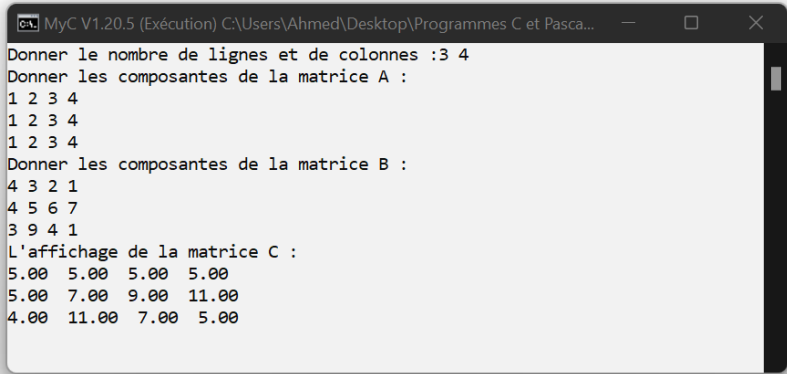 MyC V1.20.5 (Exécution) C:\Users\Ahmed\Desktop\Programmes C et Pasca...
Donner le nombre de lignes et de colonnes :3 4
Donner les composantes de la matrice A :
1 2 3 4
1 2 3 4
1 2 3 4
Donner les composantes de la matrice B :
4 3 2 1
4 5 6 7
3 9 4 1
L'affichage de la matrice C :
5.00  5.00  5.00  5.00
5.00  7.00  9.00  11.00
4.00  11.00  7.00  5.00